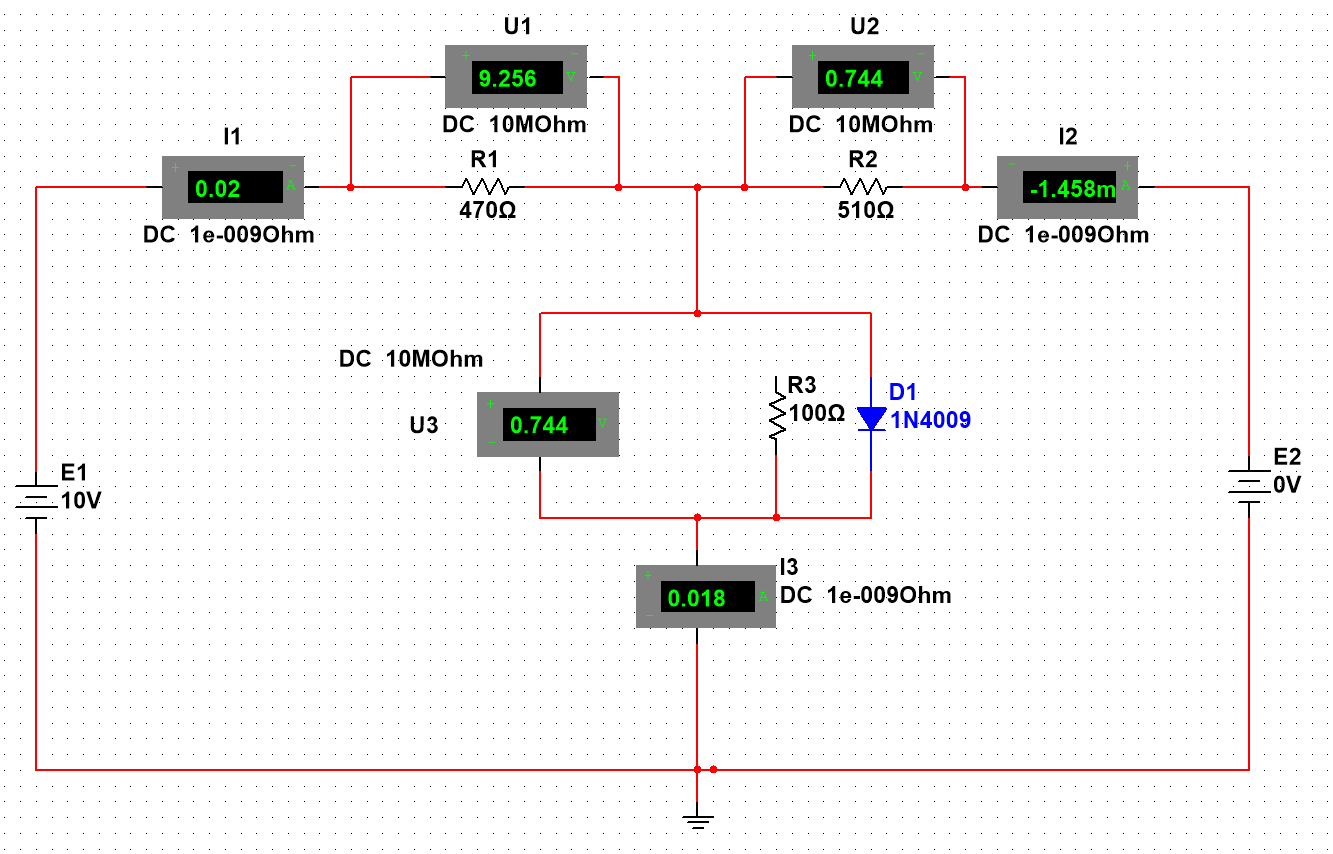 U1
U2
9.256 V
0.744 V
DC 10MOhm
DC 10MOhm
I1
R1
R2
I2
0.02 A
-1.458m A
470Ω
510Ω
DC 1e-009Ohm
DC 1e-009Ohm
DC 10MOhm
R3
100Ω
D1
1N4009
U3
0.744 V
E1
10V
E2
0V
I3
0.018 A
DC 1e-009Ohm